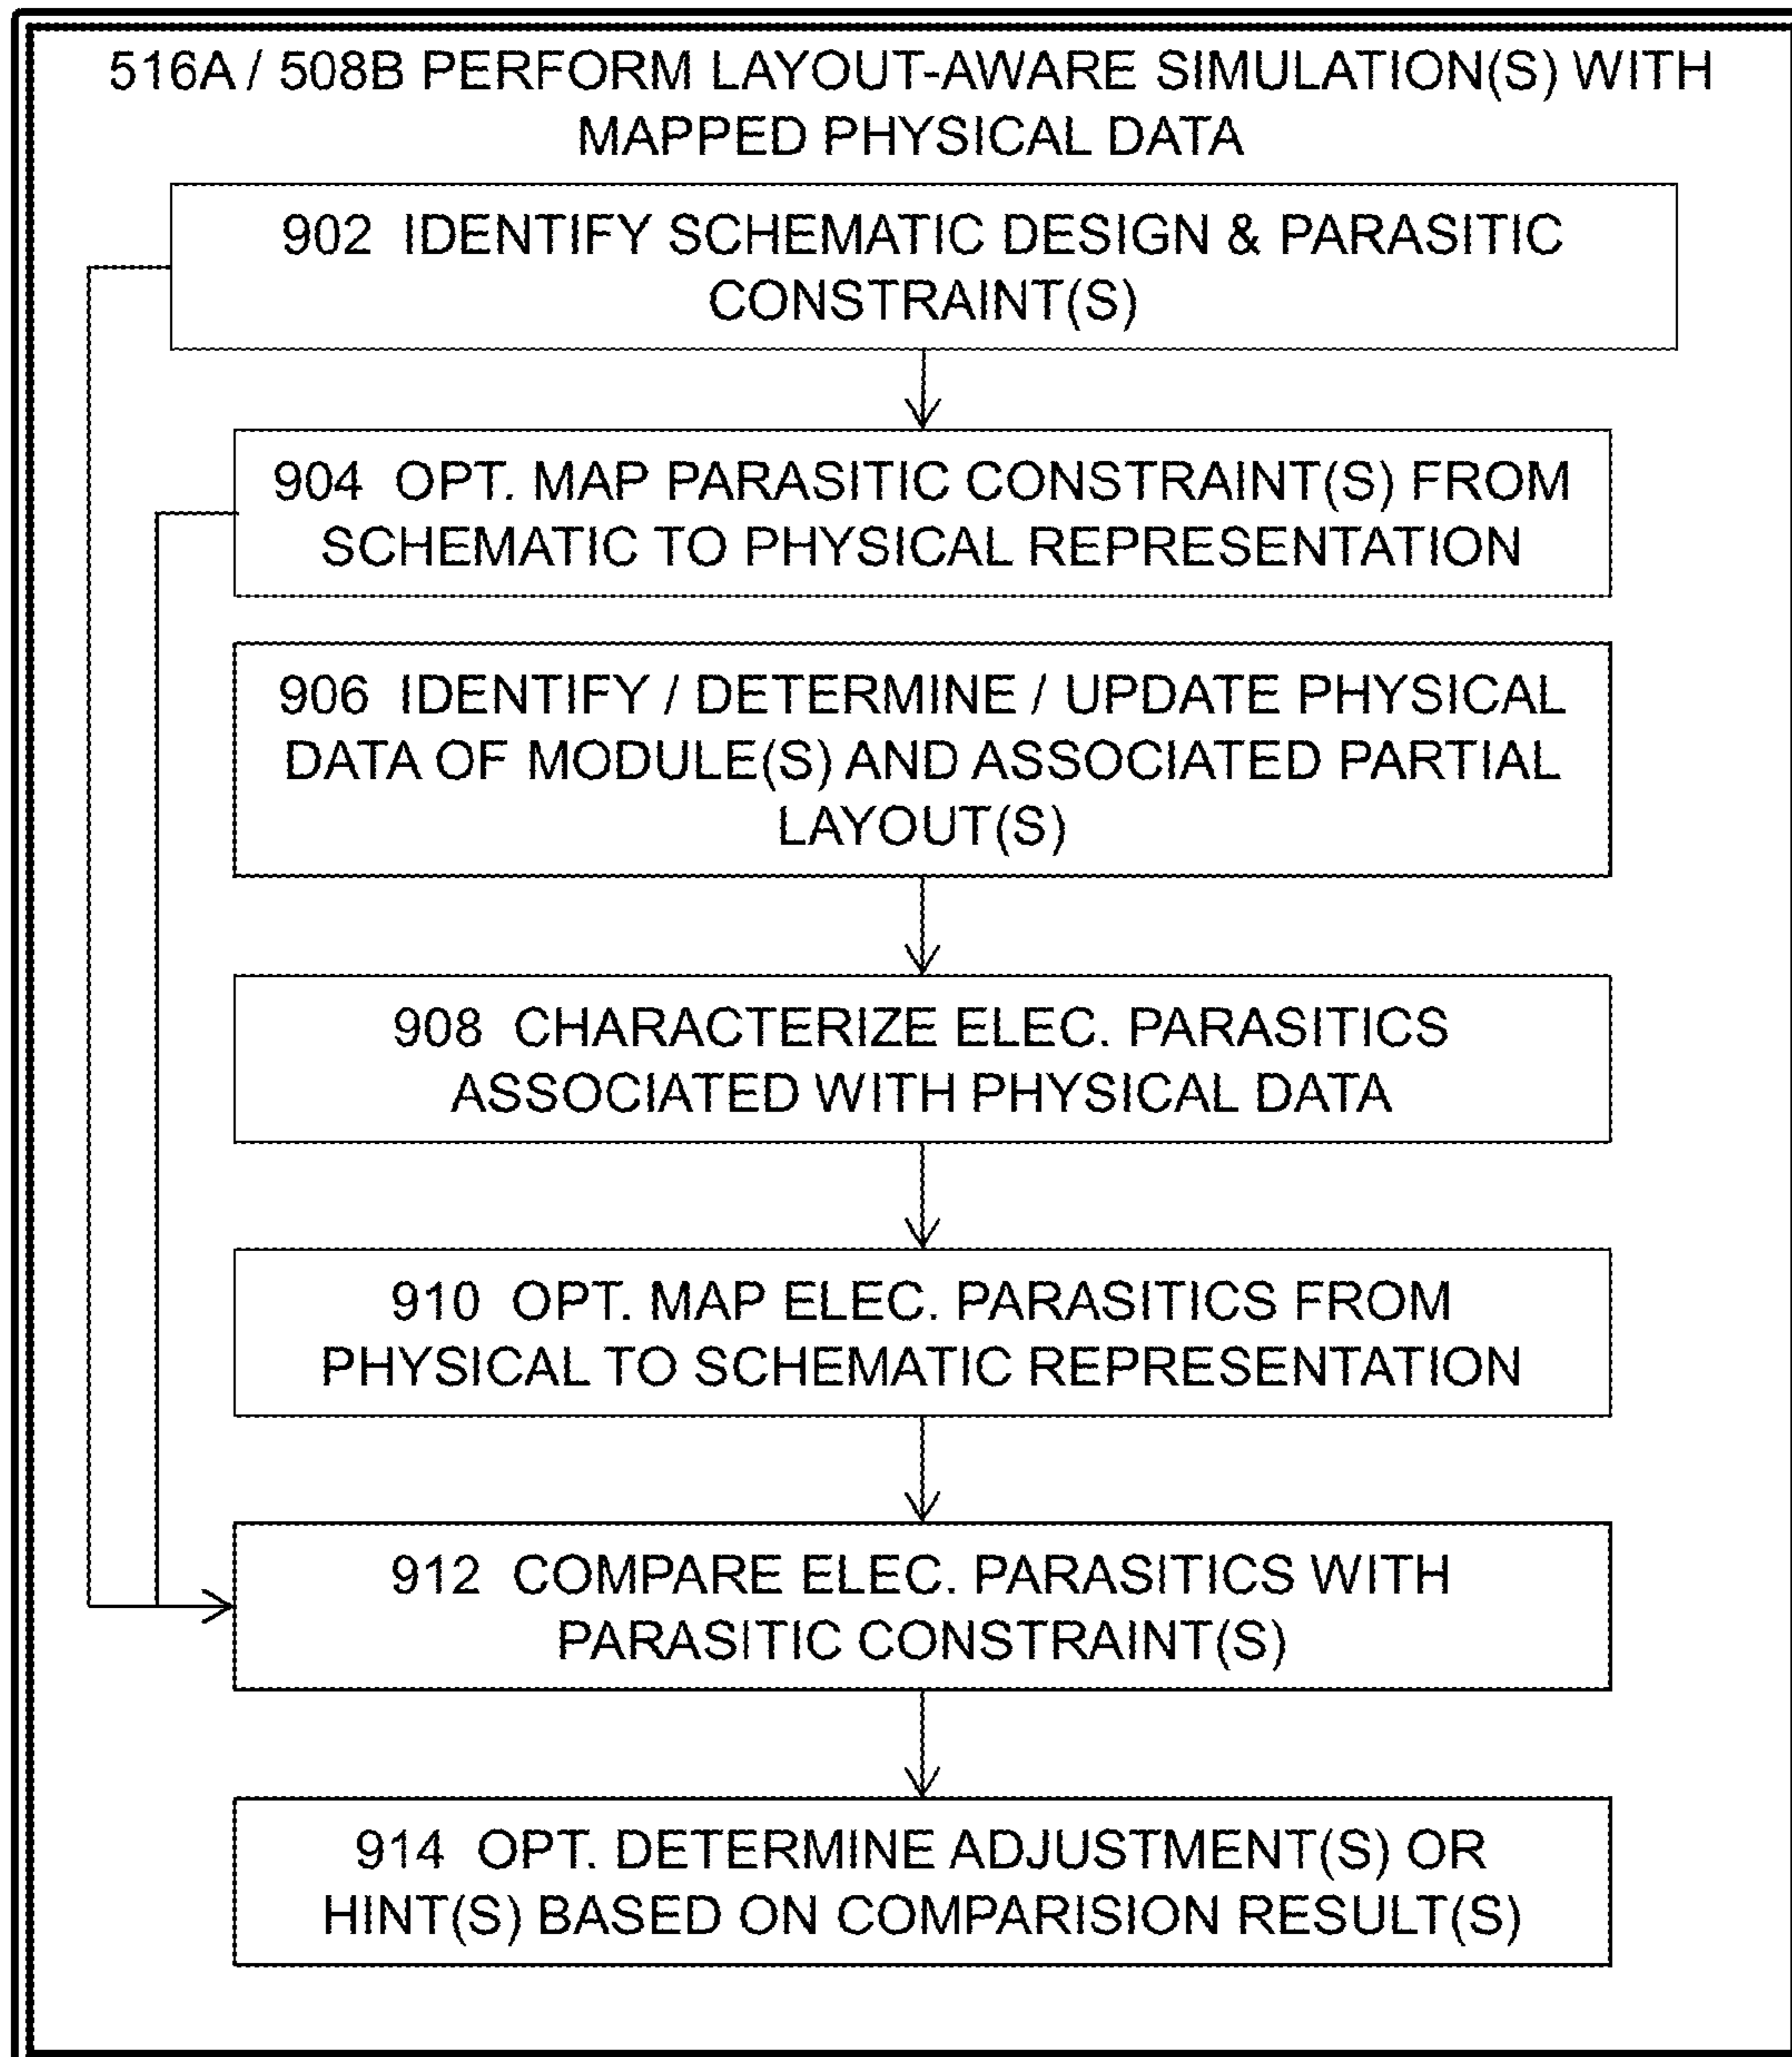 516A / 508B PERFORM LAYOUT-AWARE SIMULATION(S) WITH
MAPPED PHYSICAL DATA
902 IDENTIFY SCHEMATIC DESIGN & PARASITIC
CONSTRAINT(S)
904 OPT. MAP PARASITIC CONSTRAINT(S) FROM
SCHEMATIC TO PHYSICAL REPRESENTATION
906 IDENTIFY / DETERMINE / UPDATE PHYSICAL
DATA OF MODULE(S) AND ASSOCIATED PARTIAL
LAYOUT(S)
908 CHARACTERIZE ELEC. PARASITICS
ASSOCIATED WITH PHYSICAL DATA
910 OPT. MAP ELEC. PARASITICS FROM
PHYSICAL TO SCHEMATIC REPRESENTATION
912 COMPARE ELEC. PARASITICS WITH
PARASITIC CONSTRAINT(S)
914 OPT. DETERMINE ADJUSTMENT(S) OR
HINT(S) BASED ON COMPARISION RESULT(S)